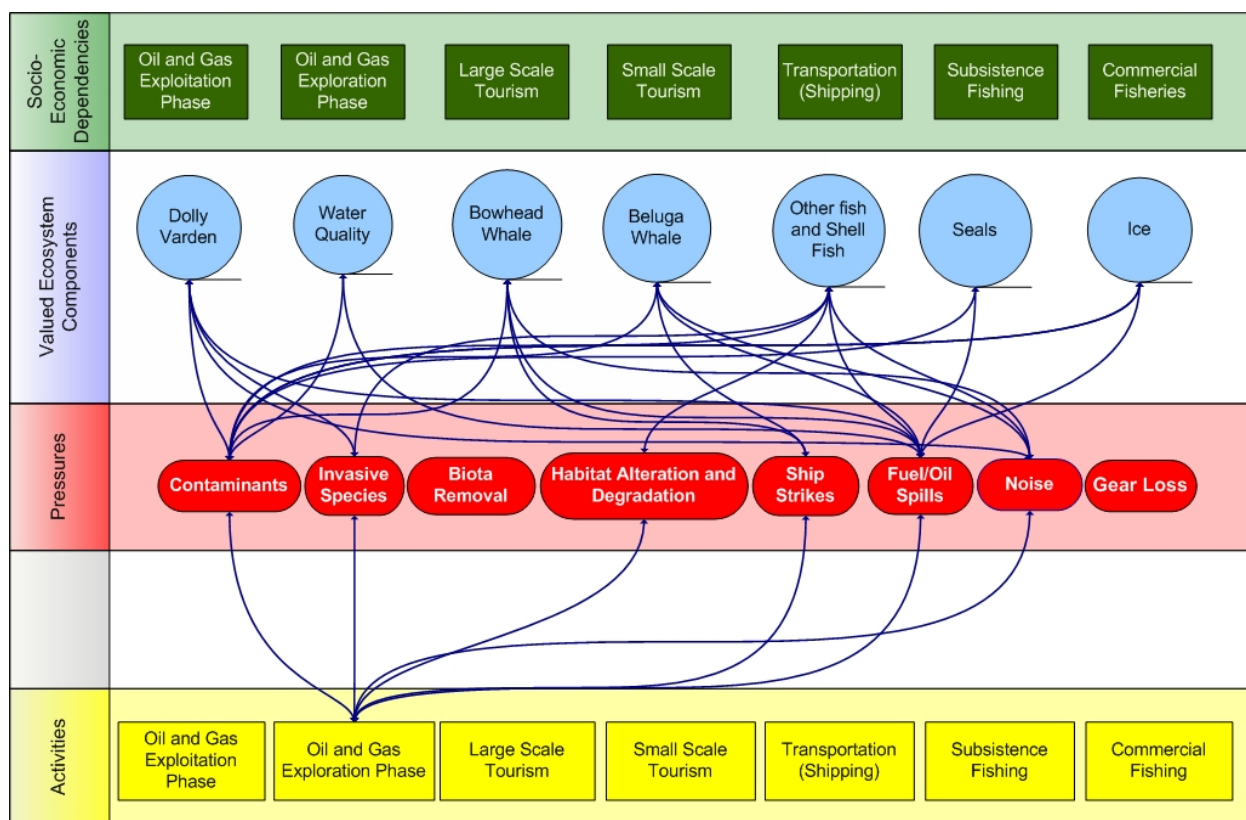 Socio-
Economic
Dependencies
Oil and Gas
Exploitation
Phase
Oil and Gas
Exploration
Phase
Large Scale
Tourism
Small Scale
Tourism
Transportation
(Shipping)
Subsistence
Fishing
Commercial
Fisheries
Valued Ecosystem
Components
Dolly
Varden
Water
Quality
Bowhead
Whale
Beluga
Whale
Other fish
and Shell
Fish
Seals
Ice
Pressures
Contaminants
Invasive
Species
Biota
Removal
Habitat Alteration and
Degradation
Ship
Strikes
Fuel/Oil
Spills
Noise
Gear Loss
Activities
Oil and Gas
Exploitation
Phase
Oil and Gas
Exploration Phase
Large Scale
Tourism
Small Scale
Tourism
Transportation
(Shipping)
Subsistence
Fishing
Commercial
Fishing